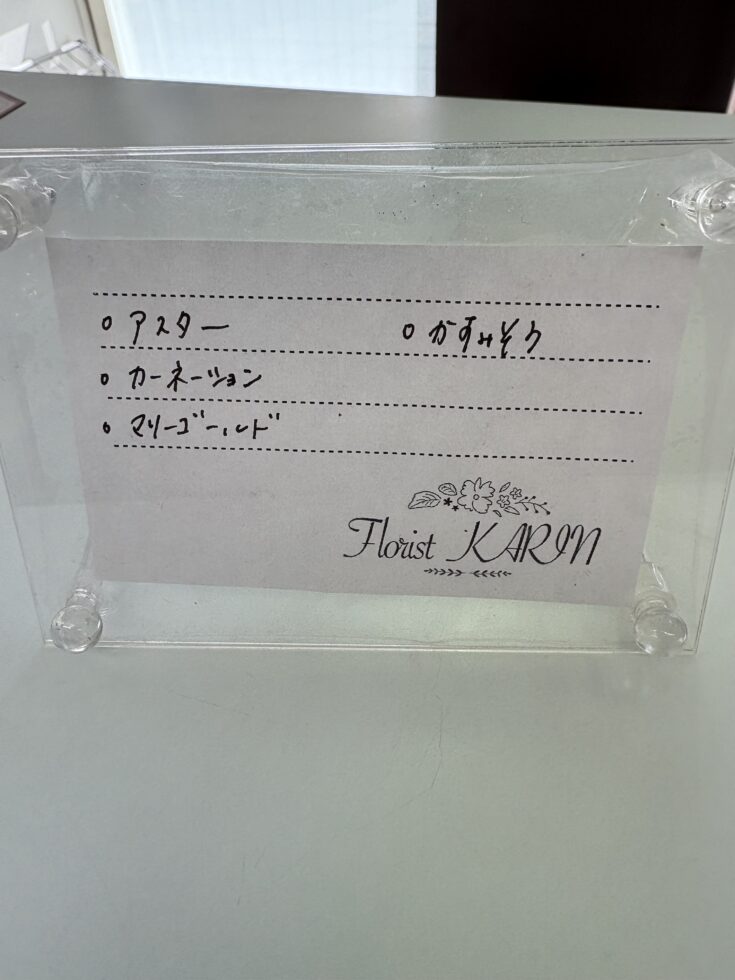 ○ アスター ○ かすみそう
○ カーネーション
○ マリーゴールド
Florist KARIN